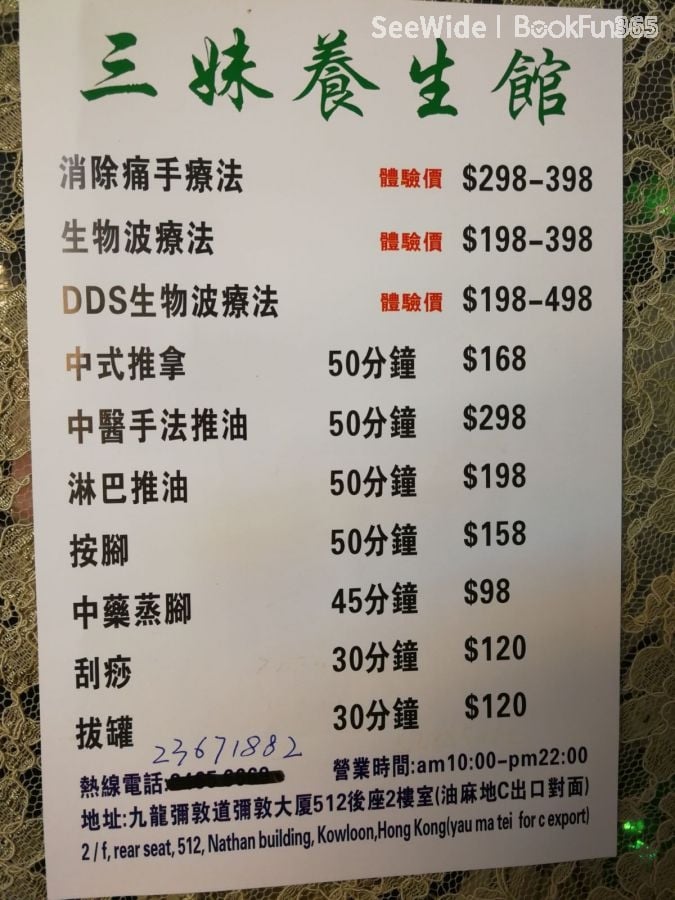 SeeWide | BookFun365
三妹養生館
消除痛手療法 體驗價 $298-398
生物波療法 體驗價 $198-398
DDS生物波療法 體驗價 $198-498
中式推拿 50分鐘 $168
中醫手法推油 50分鐘 $298
淋巴推油 50分鐘 $198
按腳 50分鐘 $158
中藥蒸腳 45分鐘 $98
刮痧 30分鐘 $120
拔罐 30分鐘 $120
23671882
熱線電話: 營業時間:am10:00-pm22:00
地址:九龍彌敦道彌敦大厦512後座2樓室(油麻地C出口對面)
2/f, rear seat, 512, Nathan building, Kowloon,Hong Kong(yau ma tei for c export)